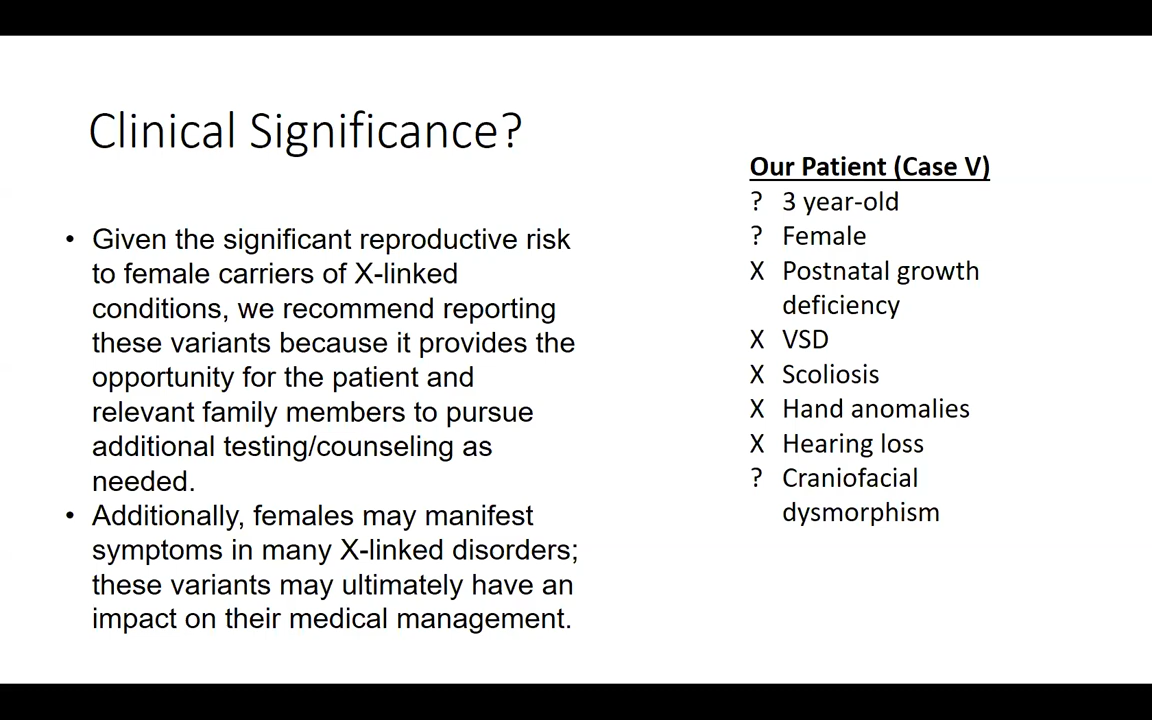 Clinical Significance?
• Given the significant reproductive risk
to female carriers of X-linked
conditions, we recommend reporting
these variants because it provides the
opportunity for the patient and
relevant family members to pursue
additional testing/counseling as
needed.
• Additionally, females may manifest
symptoms in many X-linked disorders;
these variants may ultimately have an
impact on their medical management.
Our Patient (Case V)
? 3 year-old
? Female
X Postnatal growth
deficiency
X VSD
X Scoliosis
X Hand anomalies
X Hearing loss
? Craniofacial
dysmorphism